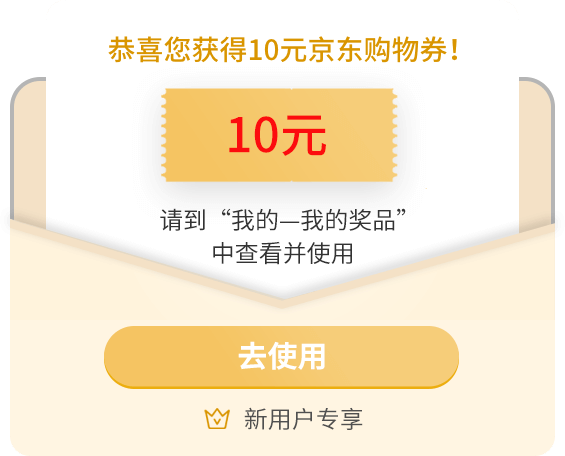 恭喜您获得10元京东购物券！
10元
请到“我的—我的奖品”
中查看并使用
去使用
新用户专享